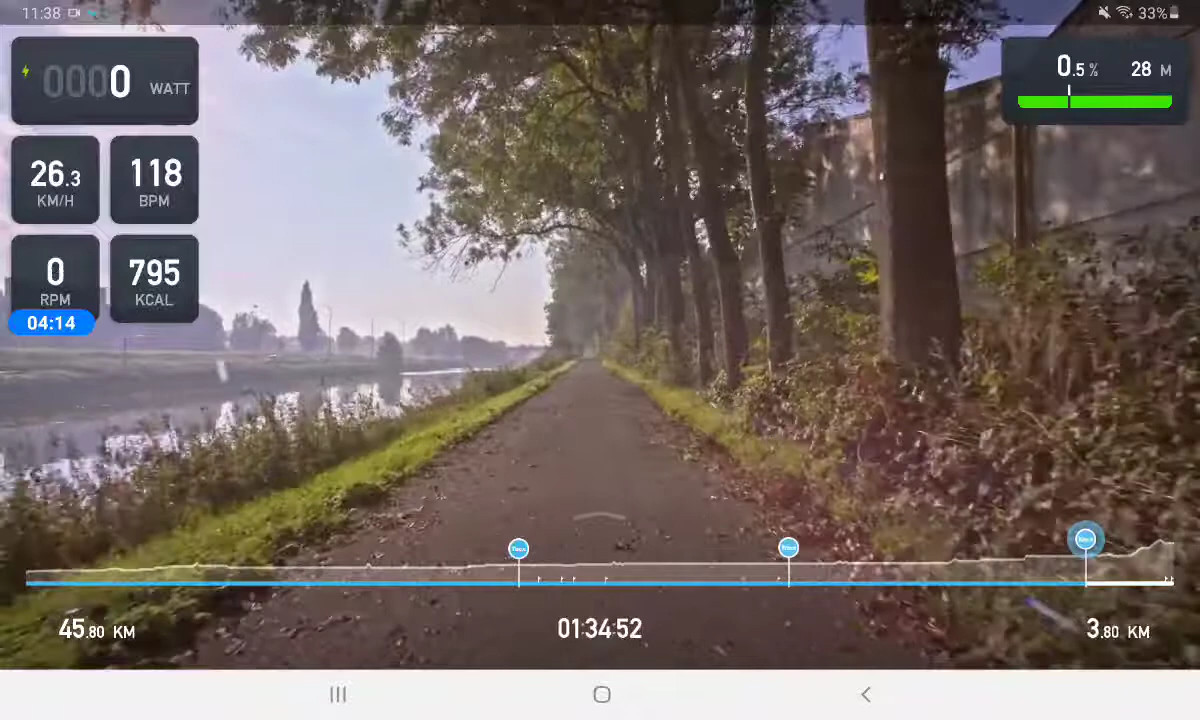 11:38 33%
0000 WATT
0.5 % 28 M
26.3 KM/H
118 BPM
0 RPM
795 KCAL
04:14
45.80 KM 01:34:52 3.80 KM